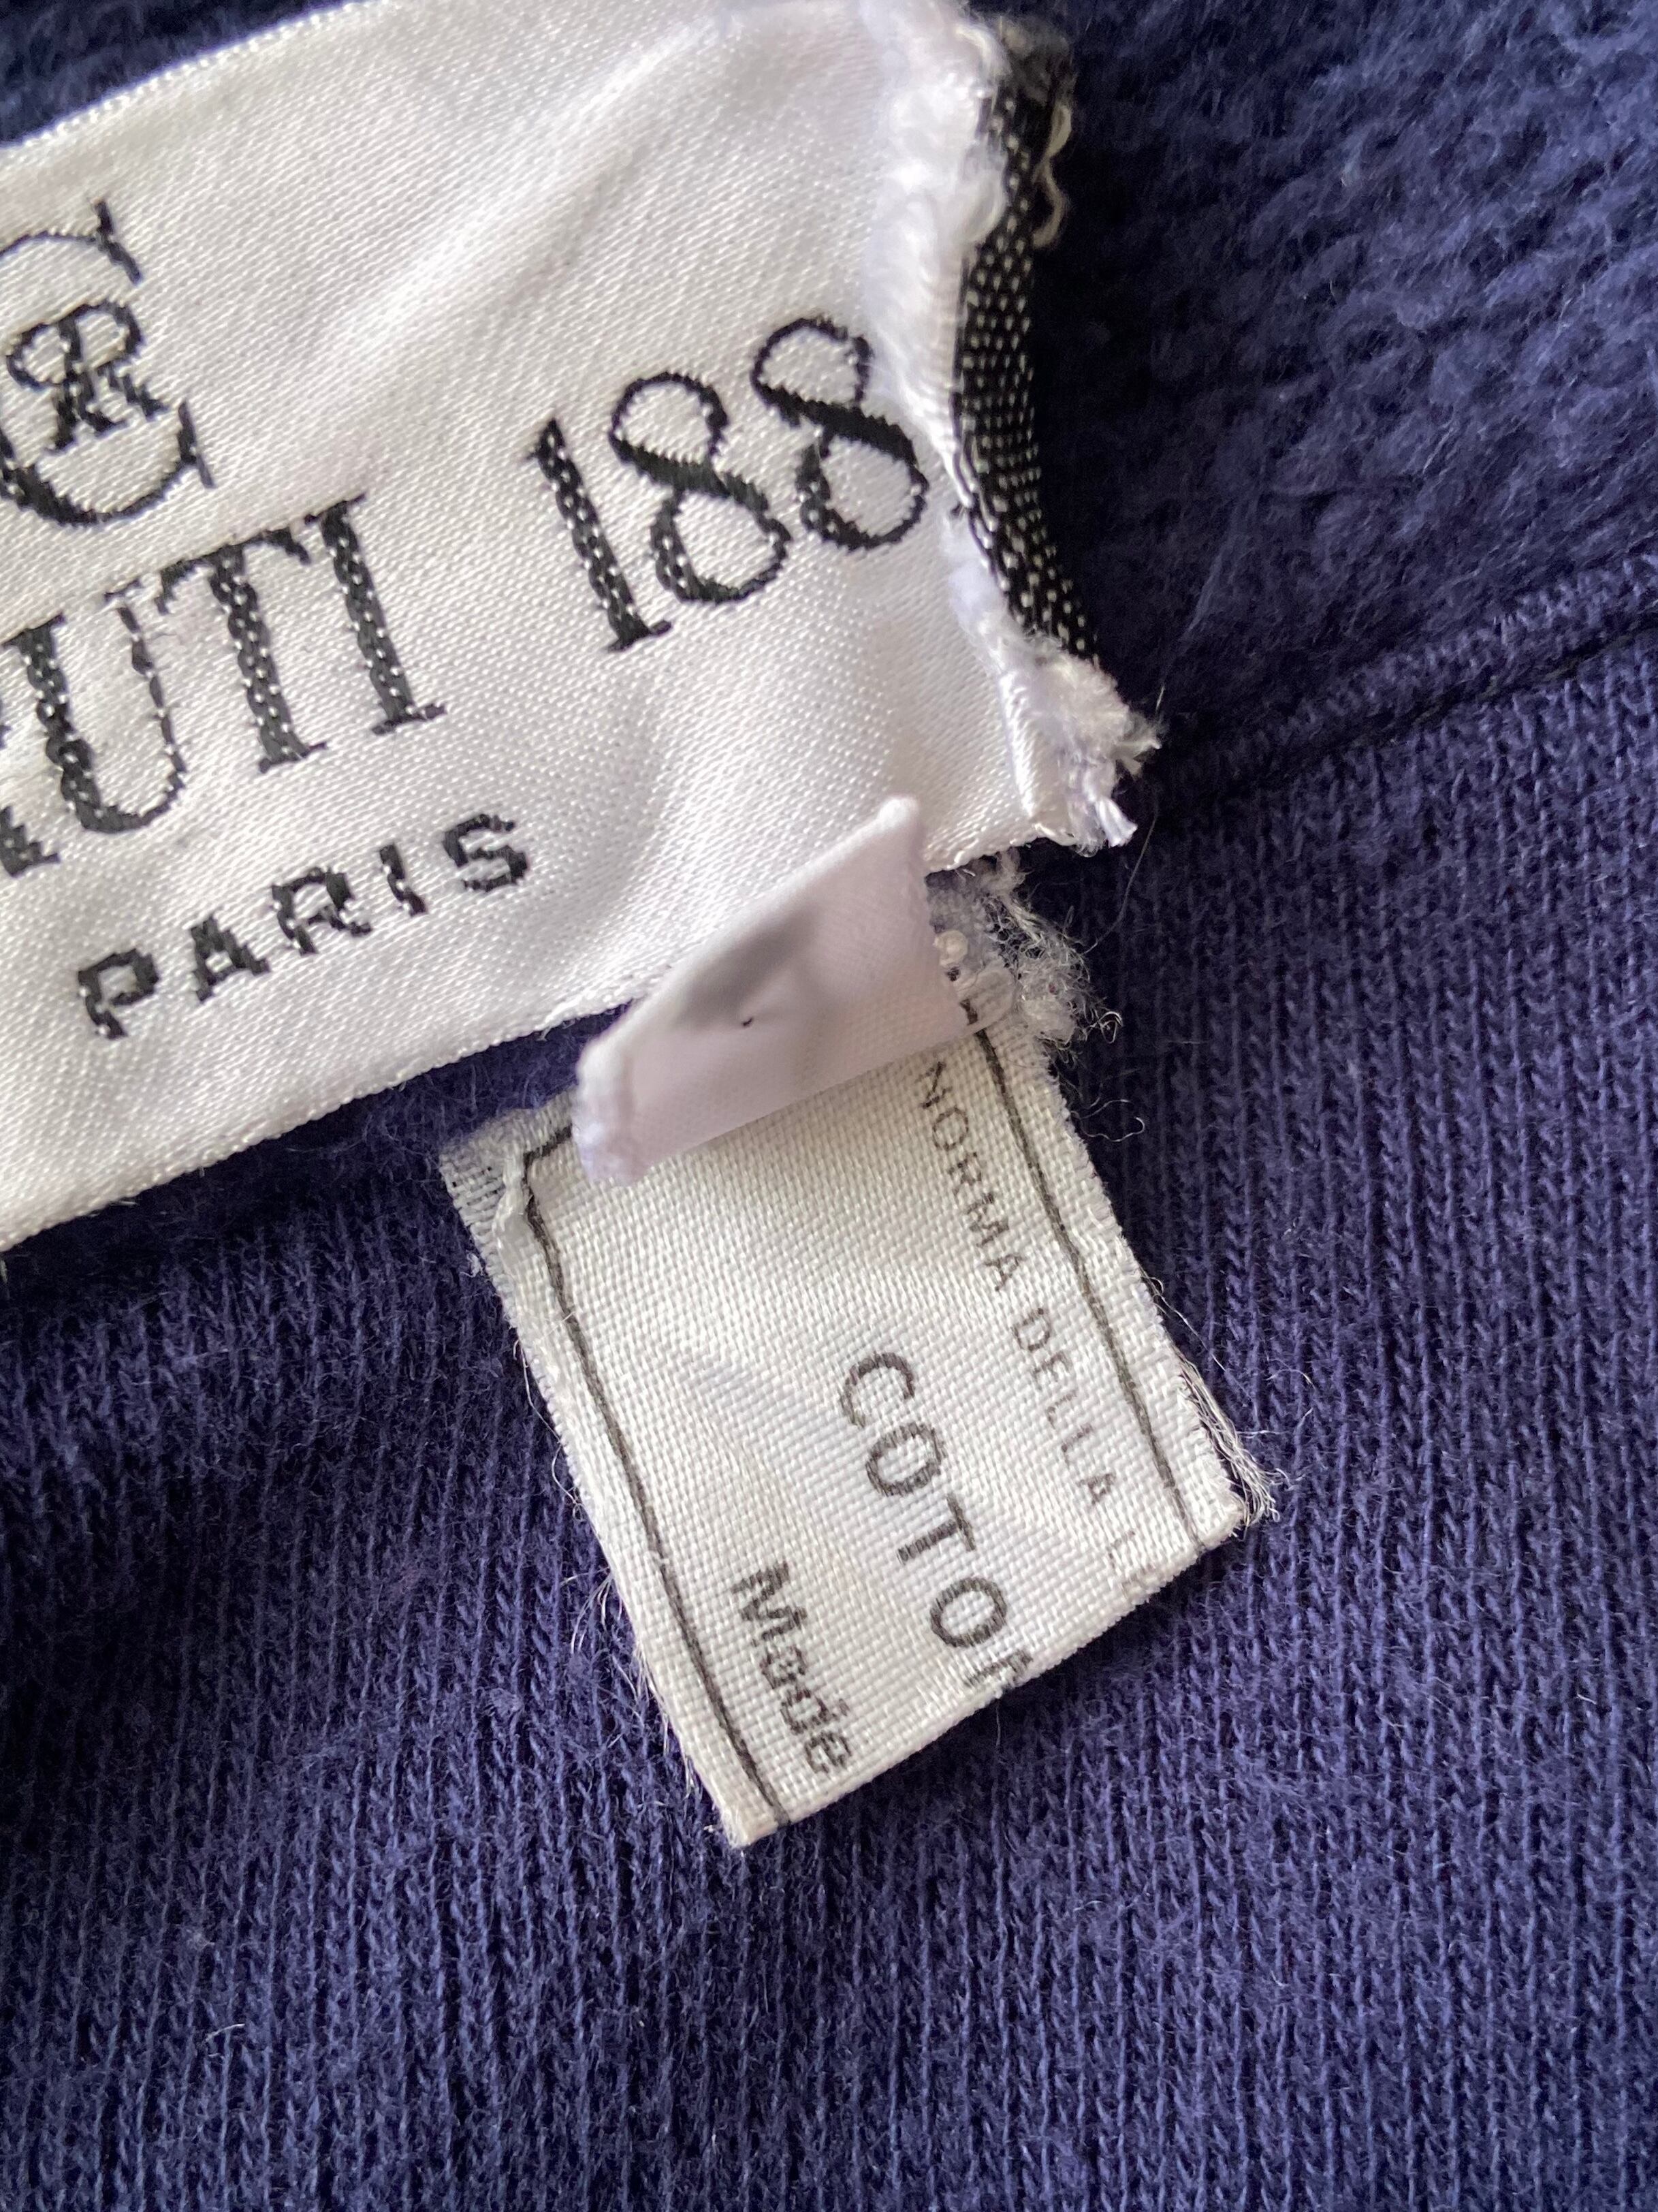 UTI 188
PARIS
NORMA DELLA L
COTO
Made